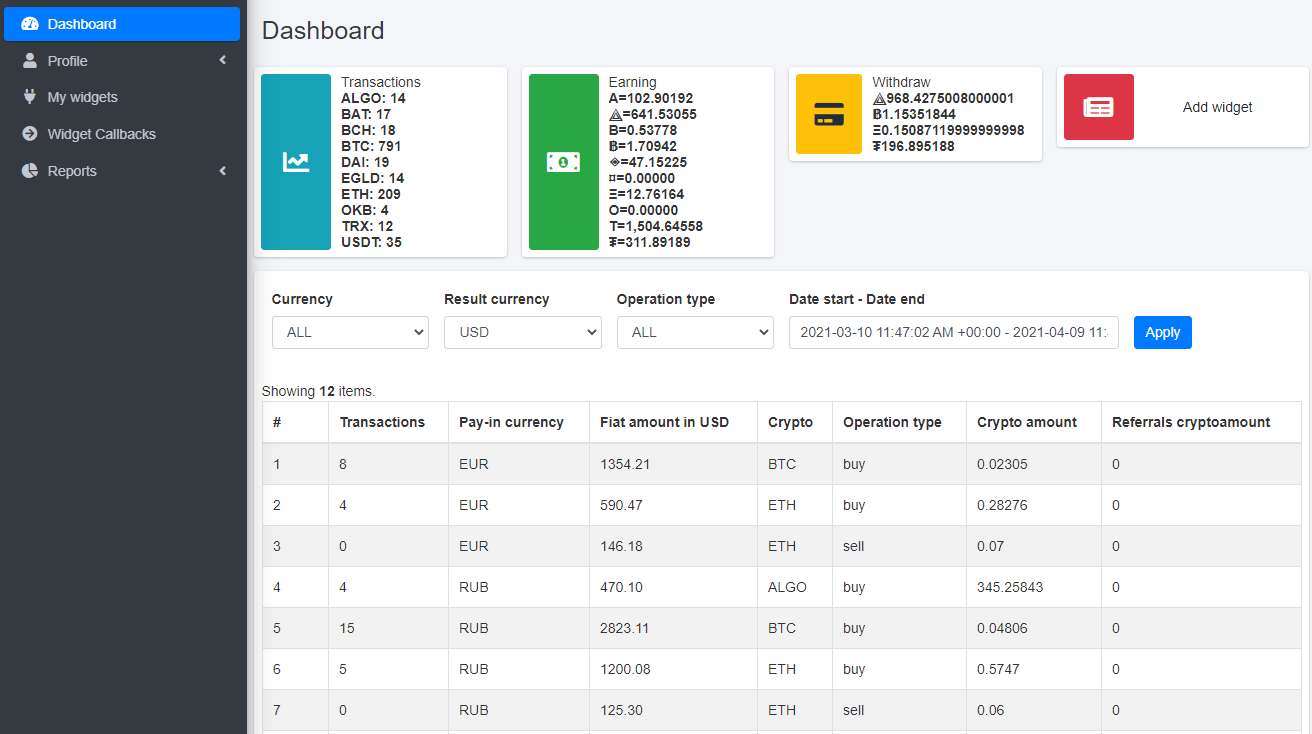 Dashboard
Profile
My widgets
Widget Callbacks
Reports
Dashboard
Transactions
ALGO: 14
BAT: 17
BCH: 18
BTC: 791
DAI: 19
EGLD: 14
ETH: 209
OKB: 4
TRX: 12
USDT: 35
Earning
A=102.90192
◬=641.53055
B=0.53778
฿=1.70942
◈=47.15225
¤=0.00000
Ξ=12.76164
O=0.00000
T=1,504.64558
₮=311.89189
Withdraw
◬968.4275008000001
฿1.15351844
Ξ0.15087119999999998
₮196.895188
Add widget
Currency Result currency Operation type Date start - Date end
ALL USD ALL 2021-03-10 11:47:02 AM +00:00 - 2021-04-09 11: Apply
Showing 12 items.
# Transactions Pay-in currency Fiat amount in USD Crypto Operation type Crypto amount Referrals cryptoamount
1 8 EUR 1354.21 BTC buy 0.02305 0
2 4 EUR 590.47 ETH buy 0.28276 0
3 0 EUR 146.18 ETH sell 0.07 0
4 4 RUB 470.10 ALGO buy 345.25843 0
5 15 RUB 2823.11 BTC buy 0.04806 0
6 5 RUB 1200.08 ETH buy 0.5747 0
7 0 RUB 125.30 ETH sell 0.06 0